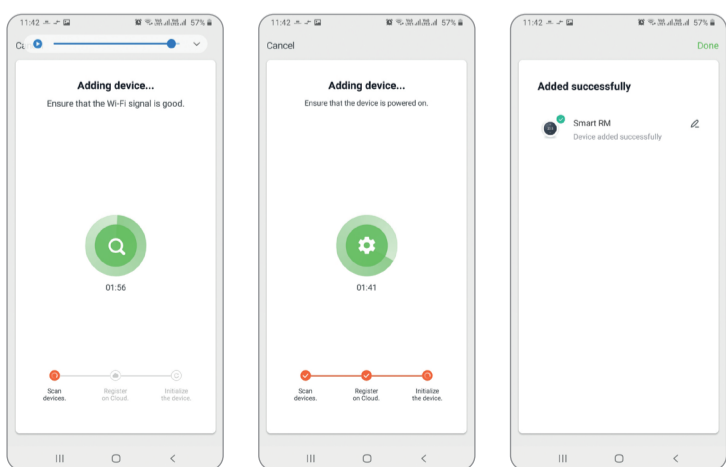 11:42
57%
Adding device...
Ensure that the Wi-Fi signal is good.
01:56
Scan
devices.
Register
on Cloud.
Initialize
the device.
11:42
57%
Cancel
Adding device...
Ensure that the device is powered on.
01:41
Scan
devices.
Register
on Cloud.
Initialize
the device.
11:42
57%
Done
Added successfully
Smart RM
Device added successfully